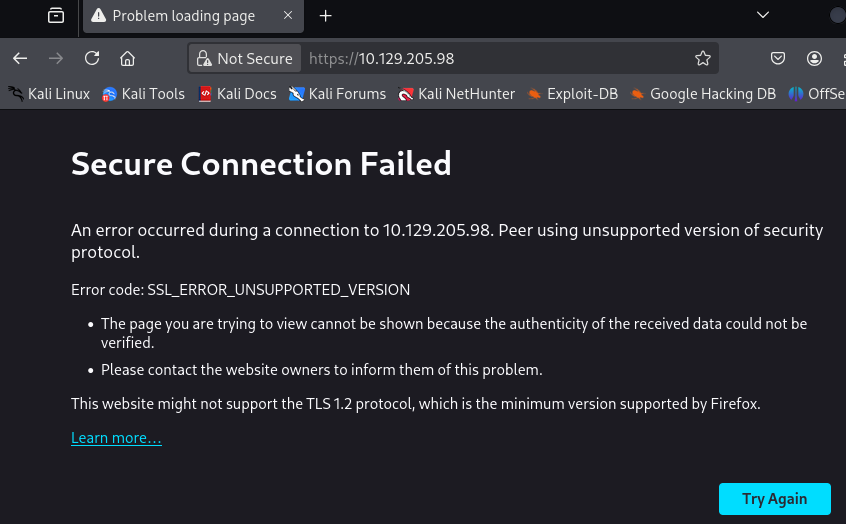 Problem loading page
Not Secure https://10.129.205.98
Kali Linux Kali Tools Kali Docs Kali Forums Kali NetHunter Exploit-DB Google Hacking DB OffSe
Secure Connection Failed
An error occurred during a connection to 10.129.205.98. Peer using unsupported version of security
protocol.
Error code: SSL_ERROR_UNSUPPORTED_VERSION
• The page you are trying to view cannot be shown because the authenticity of the received data could not be
verified.
• Please contact the website owners to inform them of this problem.
This website might not support the TLS 1.2 protocol, which is the minimum version supported by Firefox.
Learn more…
Try Again